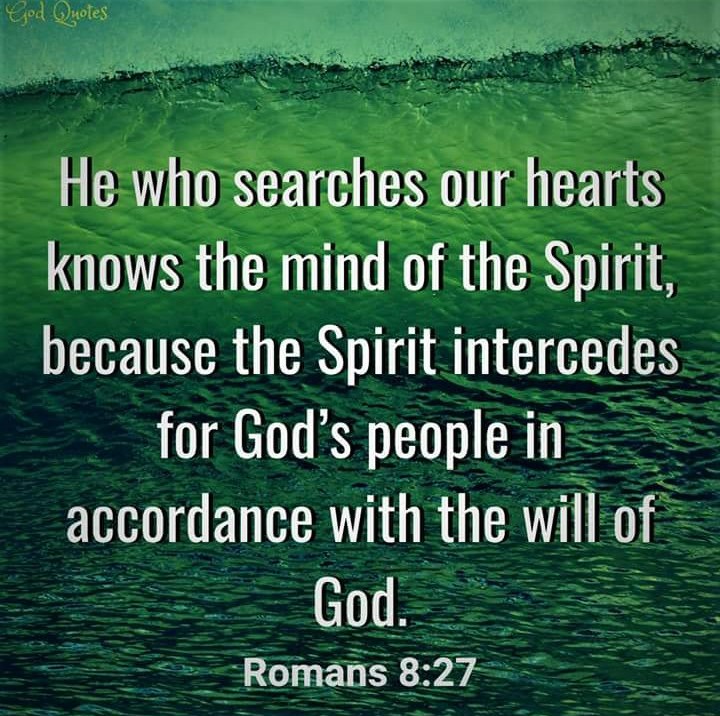 God Quotes
He who searches our hearts
knows the mind of the Spirit,
because the Spirit intercedes
for God’s people in
accordance with the will of
God.
Romans 8:27